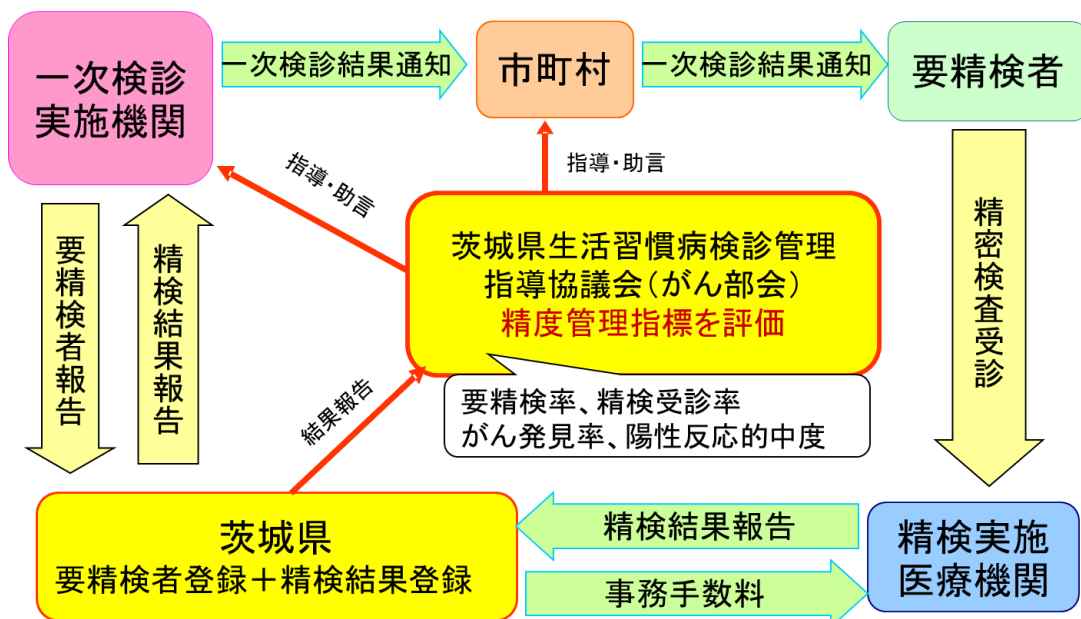 一次検診
実施機関
一次検診結果通知
市町村
一次検診結果通知
要精検者
指導・助言
指導・助言
要精検者報告
精検結果報告
茨城県生活習慣病検診管理
指導協議会(がん部会)
精度管理指標を評価
精密検査受診
結果報告
要精検率、精検受診率
がん発見率、陽性反応的中度
茨城県
要精検者登録+精検結果登録
精検結果報告
事務手数料
精検実施
医療機関